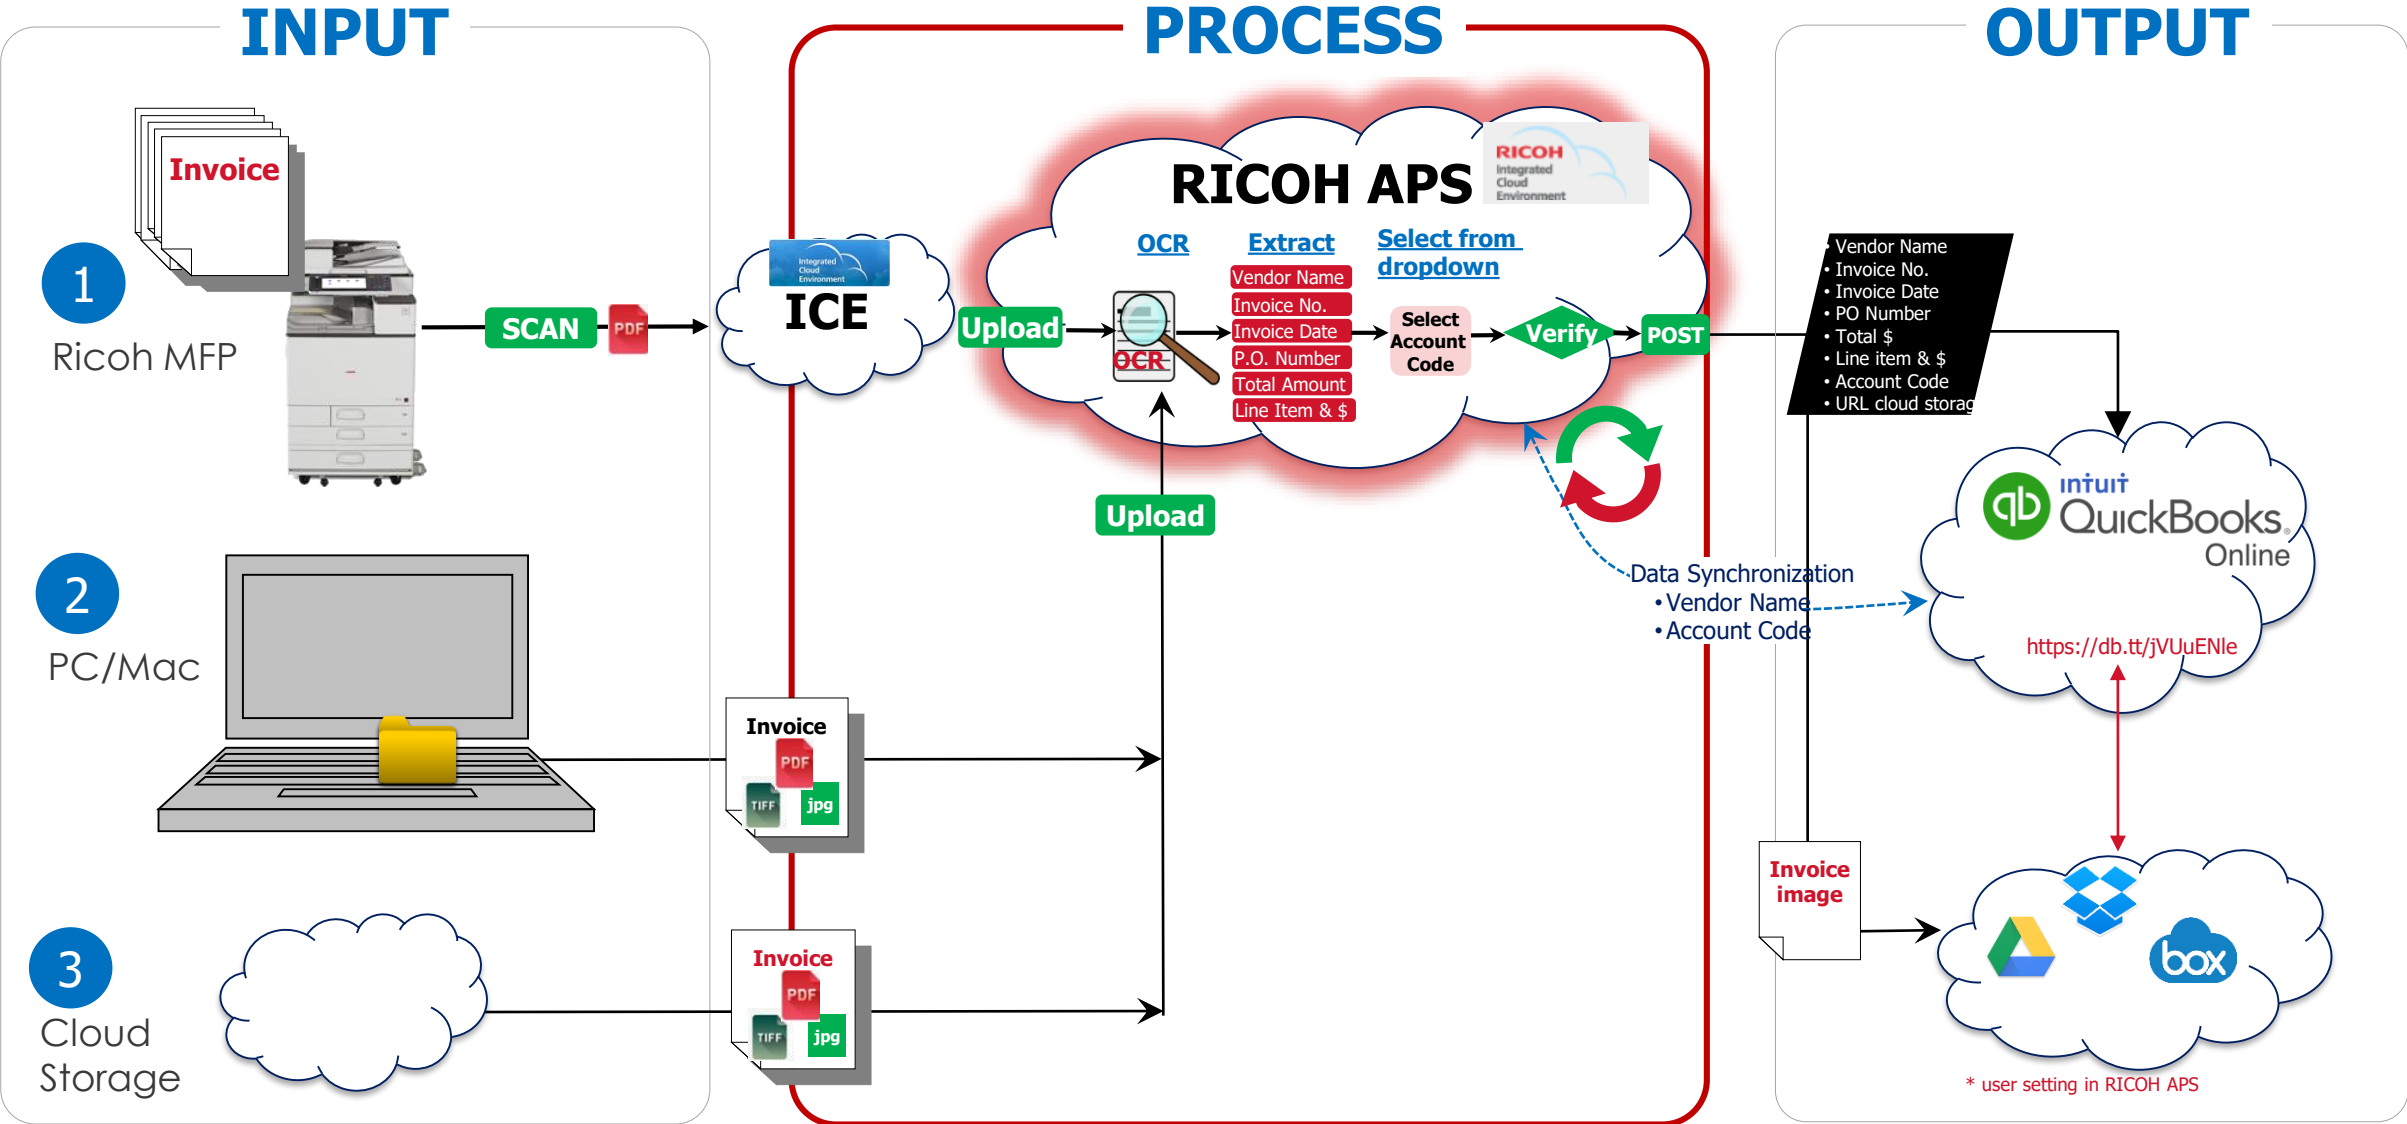 INPUT
PROCESS
OUTPUT
Invoice
1
Ricoh MFP
SCAN
PDF
Integrated
Cloud
Environment
ICE
RICOH APS
RICOH
Integrated
Cloud
Environment
Upload
OCR
OCR
Extract
Vendor Name
Invoice No.
Invoice Date
P.O. Number
Total Amount
Line Item & $
Select from
dropdown
Select
Account
Code
Verify
POST
• Vendor Name
• Invoice No.
• Invoice Date
• PO Number
• Total $
• Line item & $
• Account Code
• URL cloud storag
2
PC/Mac
Upload
Invoice
PDF
TIFF
jpg
Data Synchronization
• Vendor Name
• Account Code
qb
intuit
QuickBooks.
Online
https://db.tt/jVUuENle
3
Cloud
Storage
Invoice
PDF
TIFF
jpg
Invoice
image
box
* user setting in RICOH APS